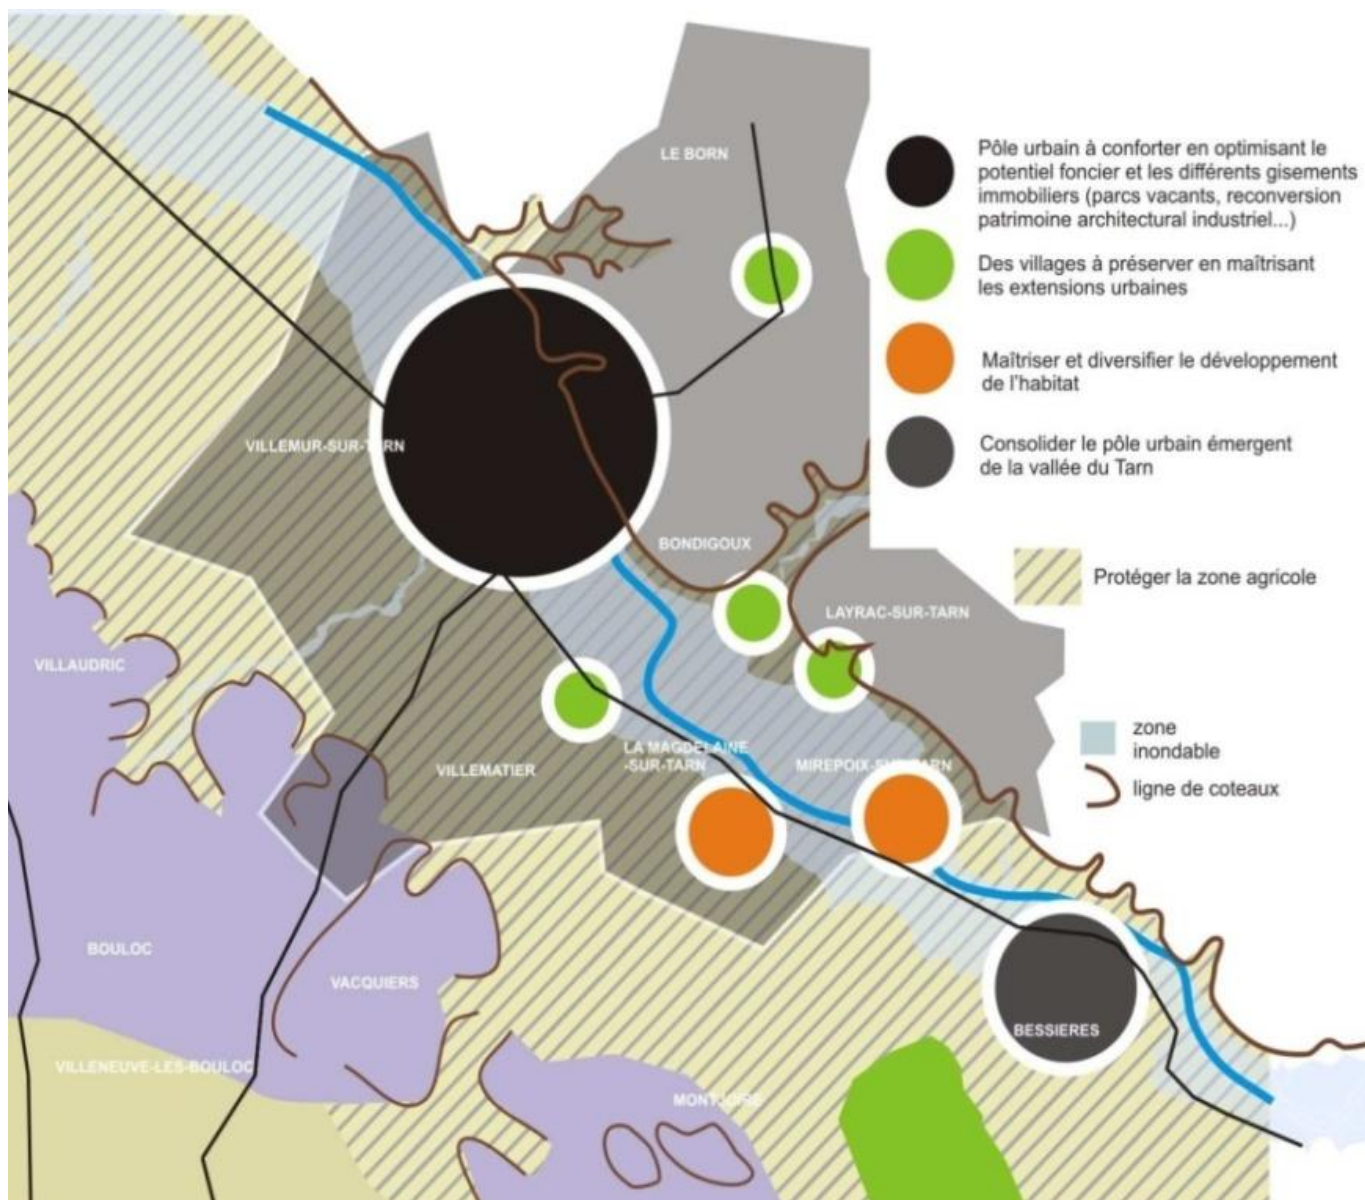 LE BORN
Pôle urbain à conforter en optimisant le
potentiel foncier et les différents gisements
immobiliers (parcs vacants, reconversion
patrimoine architectural industriel...)
Des villages à préserver en maîtrisant
les extensions urbaines
Maîtriser et diversifier le développement
de l'habitat
Consolider le pôle urbain émergent
de la vallée du Tarn
Protéger la zone agricole
zone
inondable
ligne de coteaux
VILLEMUR-SUR-TARN
BONDIGOUX
LAYRAC-SUR-TARN
VILLAUDRIC
VILLEMATIER
LA MAGDELAINE
-SUR-TARN
MIREPOIX-SUR-TARN
BOULOC
VACQUIERS
BESSIERES
VILLENEUVE-LES-BOULOC
MONTJOIRE